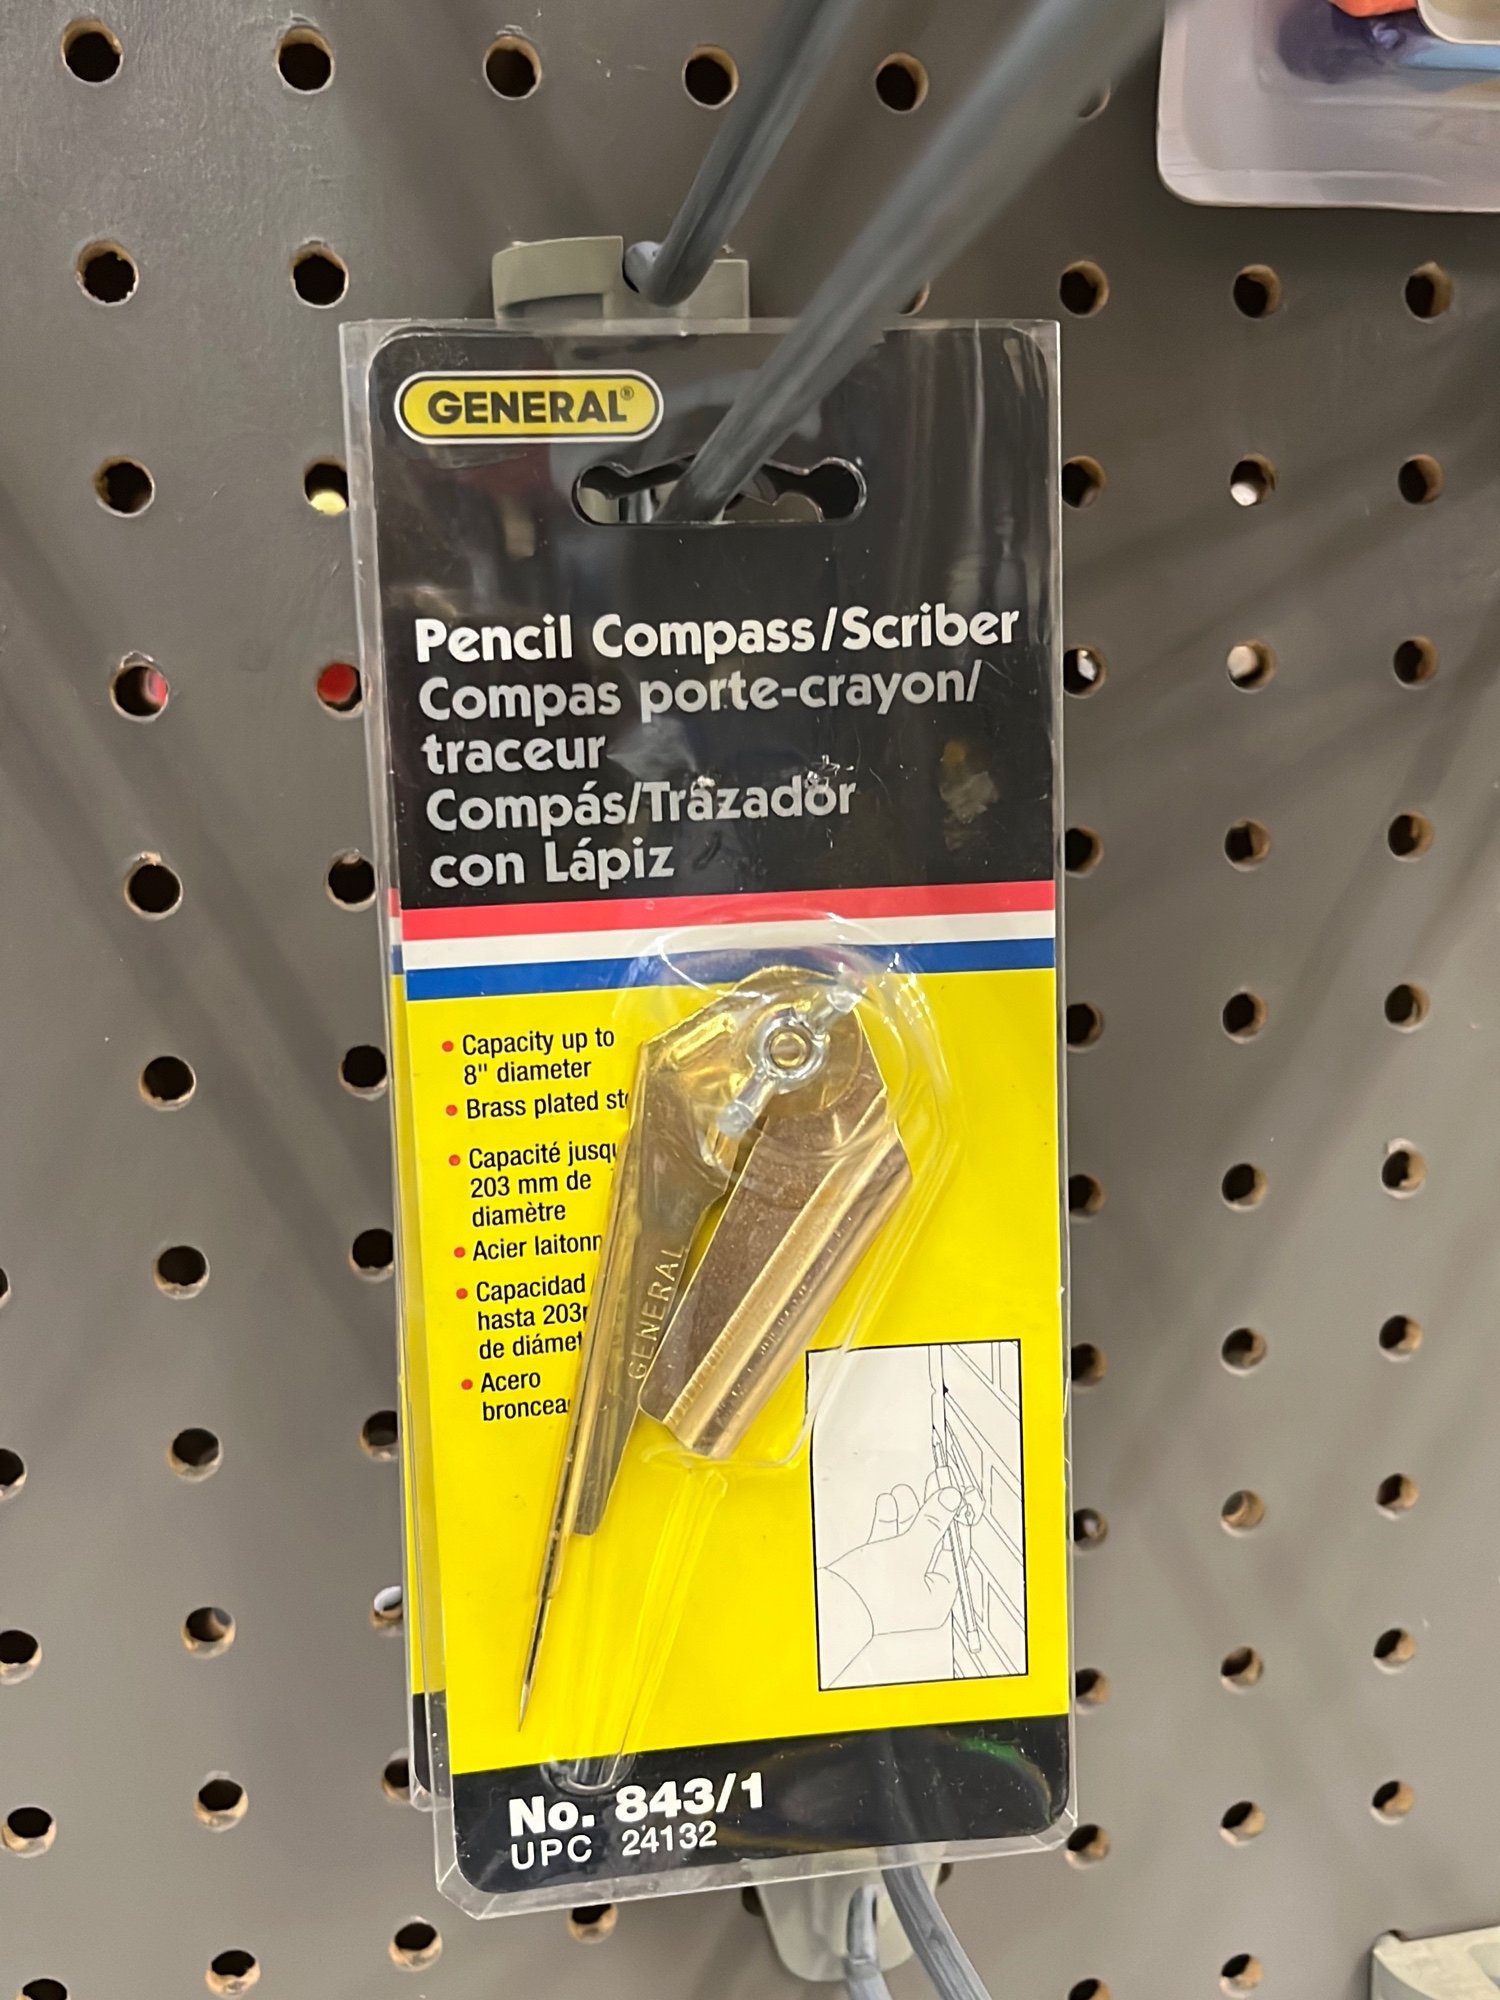 GENERAL®
Pencil Compass/Scriber
Compas porte-crayon/
traceur
Compás/Trazador
con Lápiz
• Capacity up to
8" diameter
• Brass plated
• Capacité
203 mm de
diamètre
• Acier
• Capacidad
hasta
de
• Acero
GENERAL
No. 843/1
UPC 24132